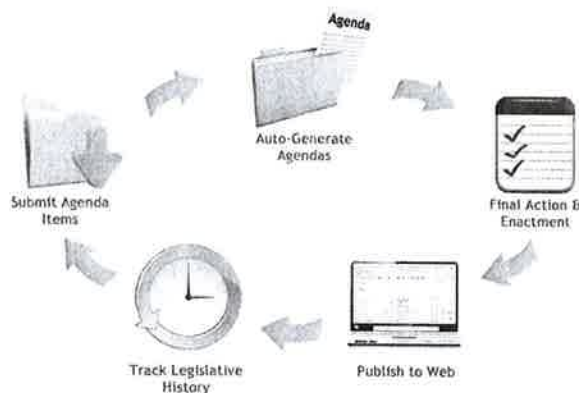 Agenda
Auto-Generate
Agendas
Submit Agenda
Items
Final Action &
Enactment
Track Legislative
History
Publish to Web